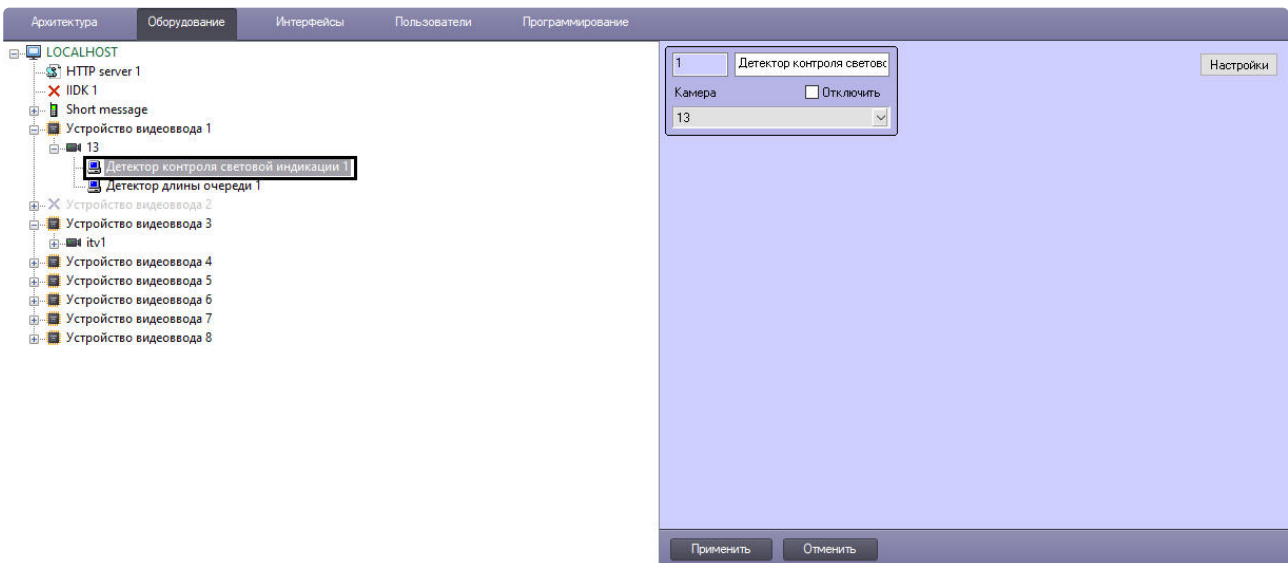 Архитектура Оборудование Интерфейсы Пользователи Программирование
LOCALHOST
HTTP server 1
IIDK 1
Short message
Устройство видеоввода 1
13
Детектор контроля световой индикации 1
Детектор длины очереди 1
Устройство видеоввода 2
Устройство видеоввода 3
itv1
Устройство видеоввода 4
Устройство видеоввода 5
Устройство видеоввода 6
Устройство видеоввода 7
Устройство видеоввода 8
1 Детектор контроля светово
Настройки
Камера Отключить
13
Применить Отменить